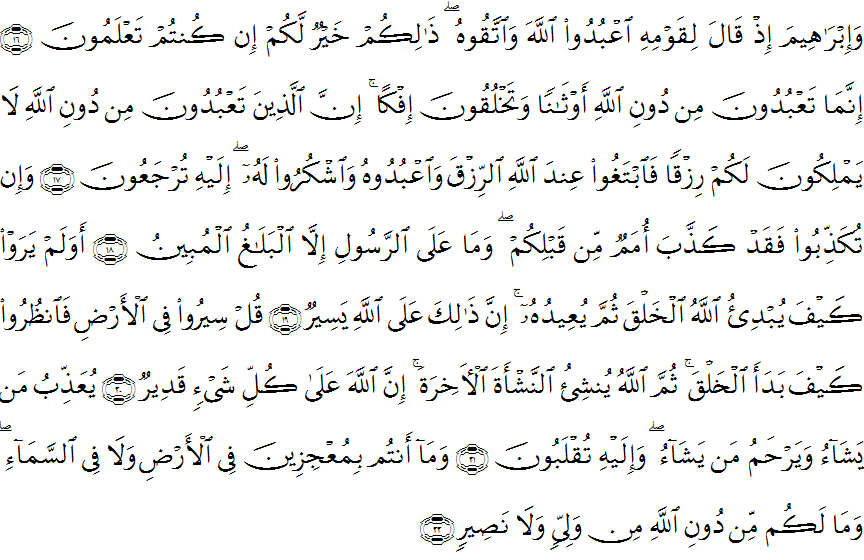 وَإِبْرَٰهِيمَ إِذْ قَالَ لِقَوْمِهِ ٱعْبُدُوا۟ ٱللَّهَ وَٱتَّقُوهُ ۖ ذَٰلِكُمْ خَيْرٌ لَّكُمْ إِن كُنتُمْ تَعْلَمُونَ ﴿١٦﴾
إِنَّمَا تَعْبُدُونَ مِن دُونِ ٱللَّهِ أَوْثَـٰنًا وَتَخْلُقُونَ إِفْكًا ۚ إِنَّ ٱلَّذِينَ تَعْبُدُونَ مِن دُونِ ٱللَّهِ لَا
يَمْلِكُونَ لَكُمْ رِزْقًا فَٱبْتَغُوا۟ عِندَ ٱللَّهِ ٱلرِّزْقَ وَٱعْبُدُوهُ وَٱشْكُرُوا۟ لَهُۥٓ ۖ إِلَيْهِ تُرْجَعُونَ ﴿١٧﴾ وَإِن
تُكَذِّبُوا۟ فَقَدْ كَذَّبَ أُمَمٌ مِّن قَبْلِكُمْ ۖ وَمَا عَلَى ٱلرَّسُولِ إِلَّا ٱلْبَلَـٰغُ ٱلْمُبِينُ ﴿١٨﴾ أَوَلَمْ يَرَوْا۟
كَيْفَ يُبْدِئُ ٱللَّهُ ٱلْخَلْقَ ثُمَّ يُعِيدُهُۥٓ ۚ إِنَّ ذَٰلِكَ عَلَى ٱللَّهِ يَسِيرٌ ﴿١٩﴾ قُلْ سِيرُوا۟ فِى ٱلْأَرْضِ فَٱنظُرُوا۟
كَيْفَ بَدَأَ ٱلْخَلْقَ ۚ ثُمَّ ٱللَّهُ يُنشِئُ ٱلنَّشْأَةَ ٱلْـَٔاخِرَةَ ۚ إِنَّ ٱللَّهَ عَلَىٰ كُلِّ شَىْءٍ قَدِيرٌ ﴿٢٠﴾ يُعَذِّبُ مَن
يَشَآءُ وَيَرْحَمُ مَن يَشَآءُ ۖ وَإِلَيْهِ تُقْلَبُونَ ﴿٢١﴾ وَمَآ أَنتُم بِمُعْجِزِينَ فِى ٱلْأَرْضِ وَلَا فِى ٱلسَّمَآءِ ۖ
وَمَا لَكُم مِّن دُونِ ٱللَّهِ مِن وَلِىٍّ وَلَا نَصِيرٍ ﴿٢٢﴾